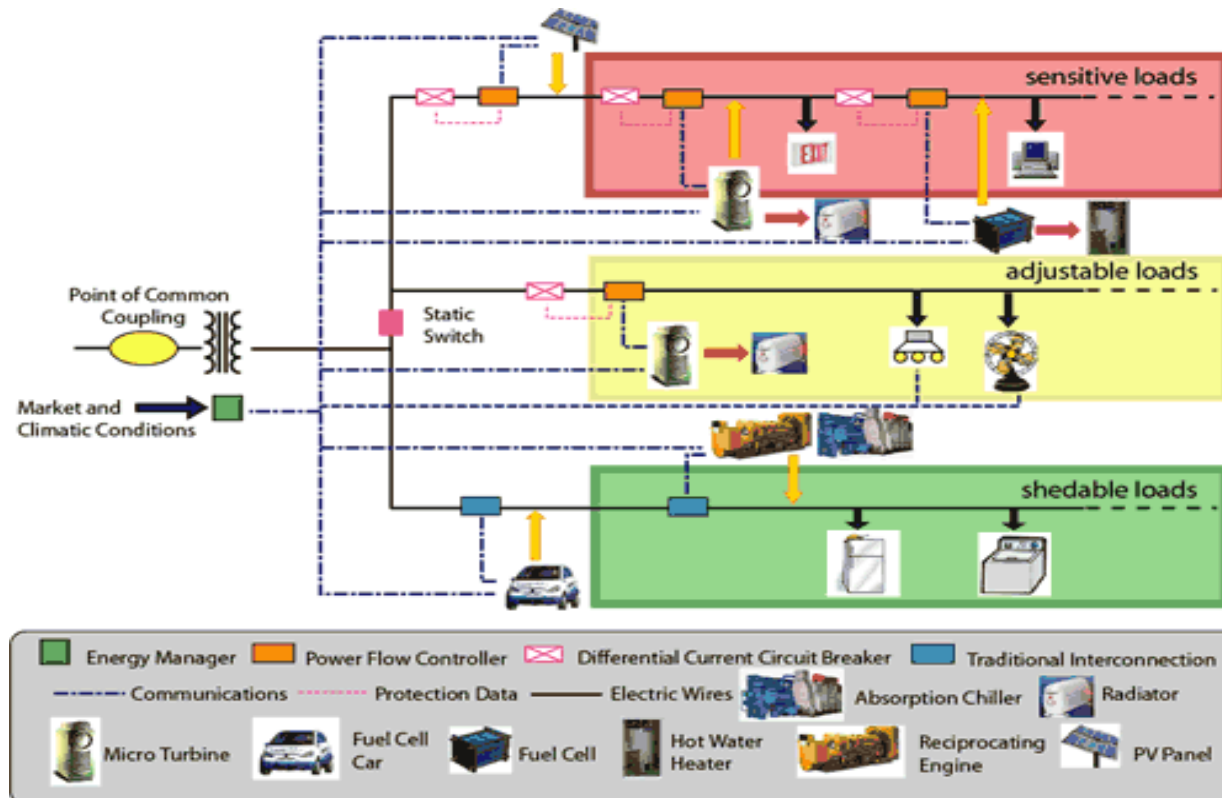 sensitive loads
EXIT
adjustable loads
Point of Common
Coupling
Static
Switch
Market and
Climatic Conditions
shedable loads
Energy Manager
Power Flow Controller
Differential Current Circuit Breaker
Traditional Interconnection
Communications
Protection Data
Electric Wires
Absorption Chiller
Radiator
Micro Turbine
Fuel Cell
Car
Fuel Cell
Hot Water
Heater
Reciprocating
Engine
PV Panel